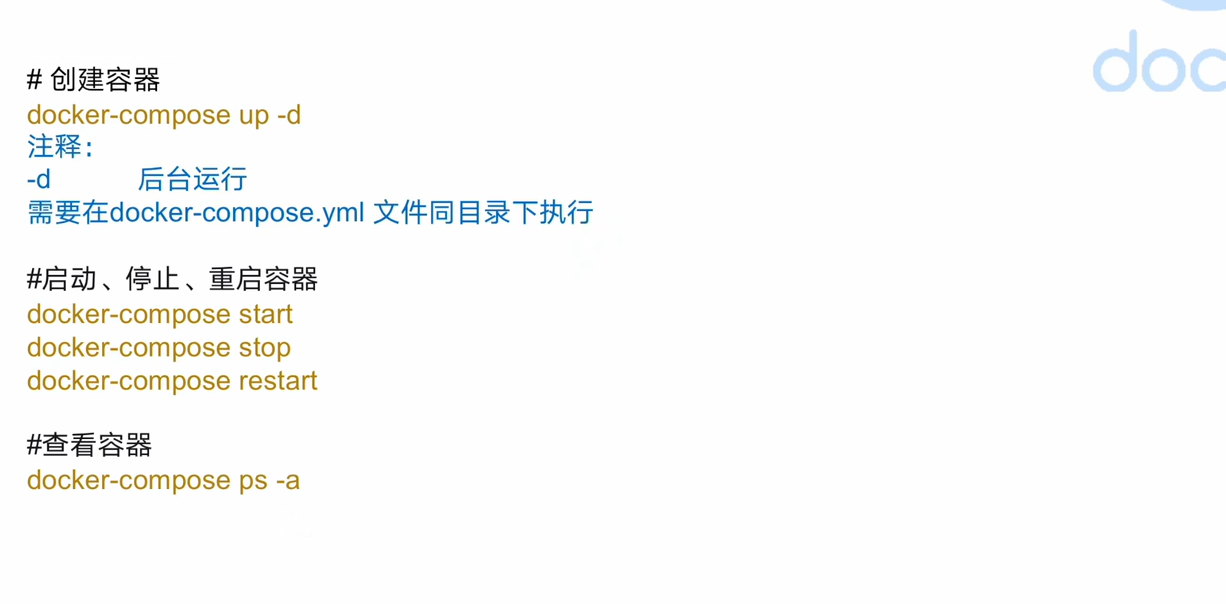 doc
# 创建容器
docker-compose up -d
注释：
-d 后台运行
需要在docker-compose.yml 文件同目录下执行
#启动、停止、重启容器
docker-compose start
docker-compose stop
docker-compose restart
#查看容器
docker-compose ps -a